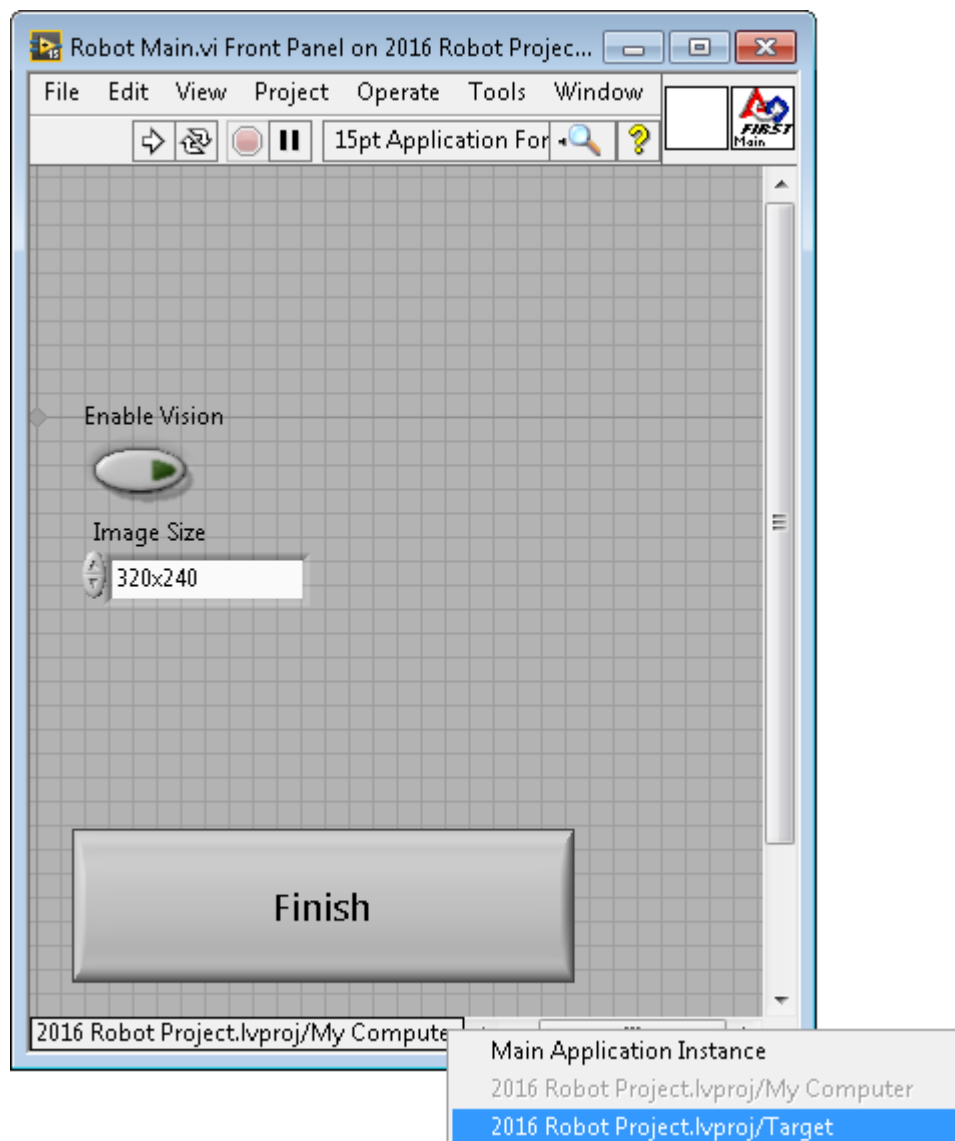 Robot Main.vi Front Panel on 2016 Robot Projec...
File Edit View Project Operate Tools Window
15pt Application For
FIRST
Main
Enable Vision
Image Size
320x240
Finish
2016 Robot Project.lvproj/My Compute
Main Application Instance
2016 Robot Project.lvproj/My Computer
2016 Robot Project.lvproj/Target